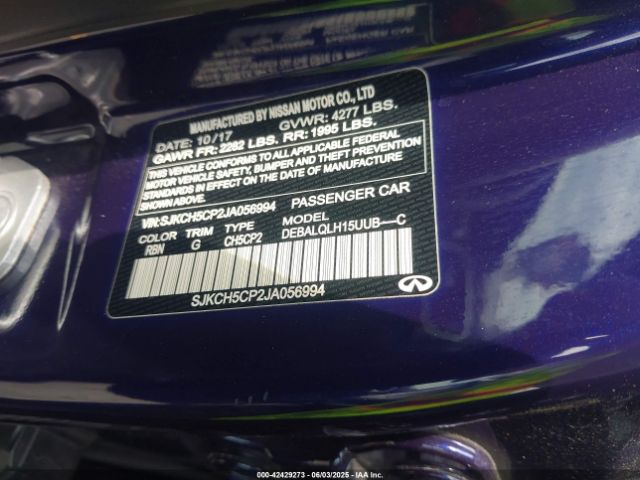 MANUFACTURED BY NISSAN MOTOR CO., LTD
DATE: 10/17 GVWR: 4277 LBS.
GAWR FR: 2282 LBS. RR: 1995 LBS.
THIS VEHICLE CONFORMS TO ALL APPLICABLE FEDERAL
MOTOR VEHICLE SAFETY, BUMPER AND THEFT PREVENTION
STANDARDS IN EFFECT ON THE DATE OF MANUFACTURE
SHOWN ABOVE.
VIN: SJKCH5CP2JA056994 PASSENGER CAR
COLOR TRIM TYPE MODEL
RBN G CH5CP2 DEBALQLH15UUB—C
SJKCH5CP2JA056994
000-42429273 - 06/03/2025 - IAAI.COM